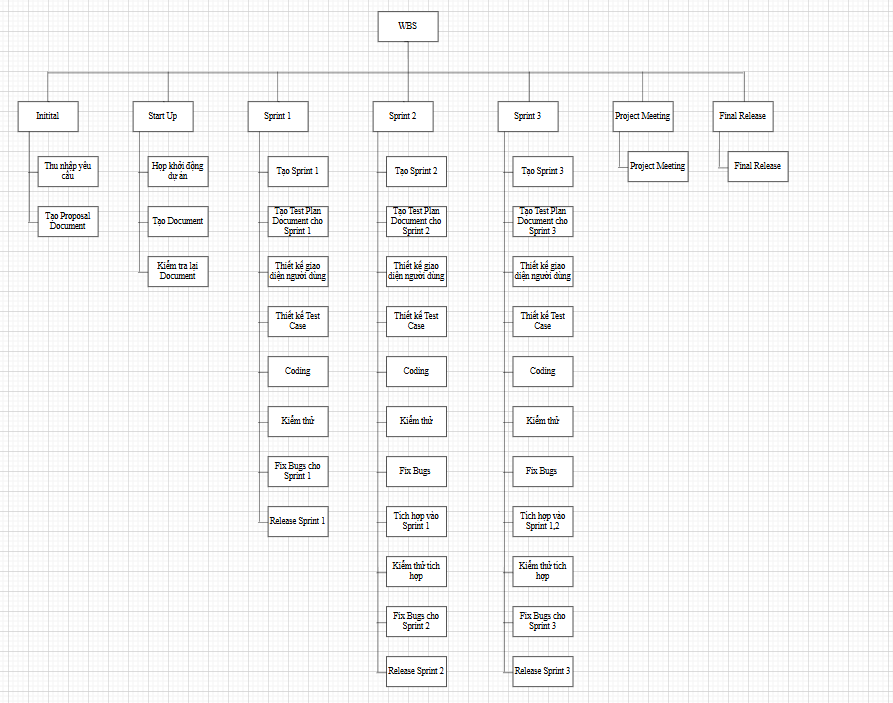 WBS
Initital
Start Up
Sprint 1
Sprint 2
Sprint 3
Project Meeting
Final Release
Thu nhập yêu
cầu
Tạo Proposal
Document
Họp khởi động
dự án
Tạo Document
Kiểm tra lại
Document
Tạo Sprint 1
Tạo Test Plan
Document cho
Sprint 1
Thiết kế giao
diện người dùng
Thiết kế Test
Case
Coding
Kiểm thử
Fix Bugs cho
Sprint 1
Release Sprint 1
Tạo Sprint 2
Tạo Test Plan
Document cho
Sprint 2
Thiết kế giao
diện người dùng
Thiết kế Test
Case
Coding
Kiểm thử
Fix Bugs
Tích hợp vào
Sprint 1
Kiểm thử tích
hợp
Fix Bugs cho
Sprint 2
Release Sprint 2
Tạo Sprint 3
Tạo Test Plan
Document cho
Sprint 3
Thiết kế giao
diện người dùng
Thiết kế Test
Case
Coding
Kiểm thử
Fix Bugs
Tích hợp vào
Sprint 1,2
Kiểm thử tích
hợp
Fix Bugs cho
Sprint 3
Release Sprint 3
Project Meeting
Final Release